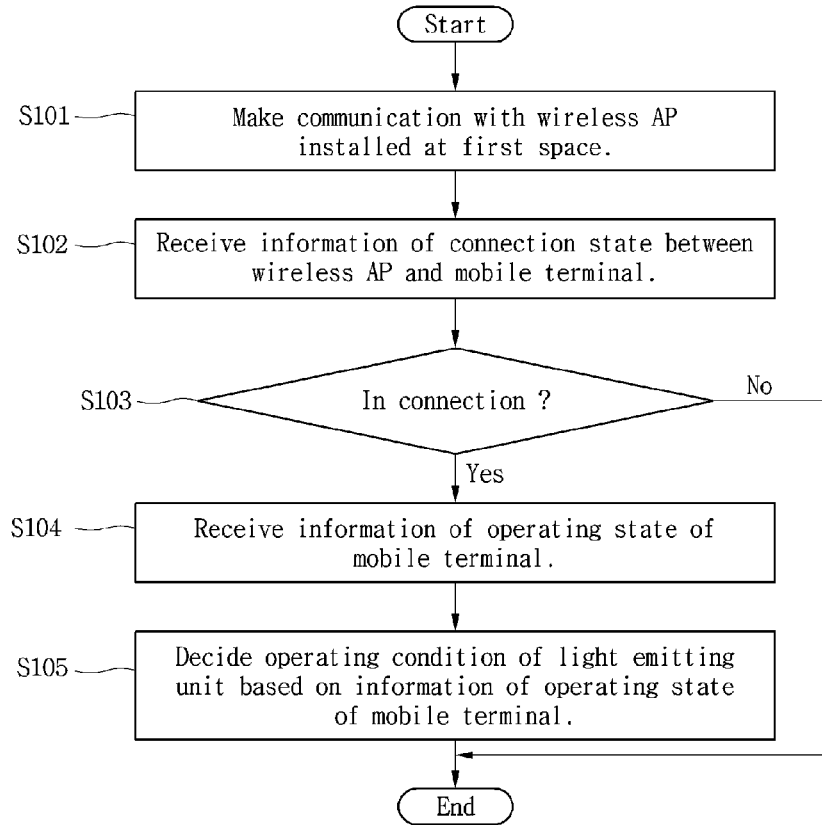 Start
S101
Make communication with wireless AP
installed at first space.
S102
Receive information of connection state between
wireless AP and mobile terminal.
S103
In connection ?
No
Yes
S104
Receive information of operating state of
mobile terminal.
S105
Decide operating condition of light emitting
unit based on information of operating state
of mobile terminal.
End